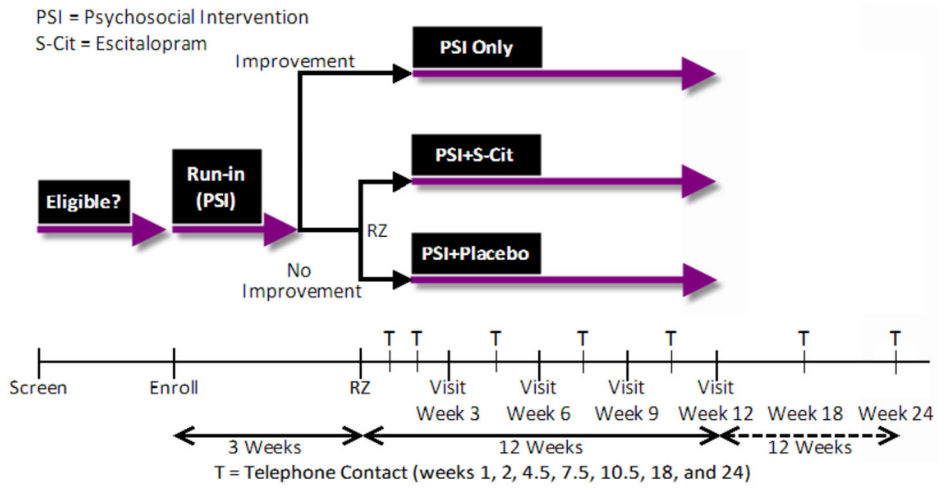 PSI = Psychosocial Intervention
S-Cit = Escitalopram
Improvement
PSI Only
PSI+S-Cit
Run-in
(PSI)
Eligible?
RZ
PSI+Placebo
No
Improvement
T T T T T T T
Screen Enroll RZ Visit Visit Visit Visit
Week 3 Week 6 Week 9 Week 12 Week 18 Week 24
3 Weeks 12 Weeks 12 Weeks
T = Telephone Contact (weeks 1, 2, 4.5, 7.5, 10.5, 18, and 24)